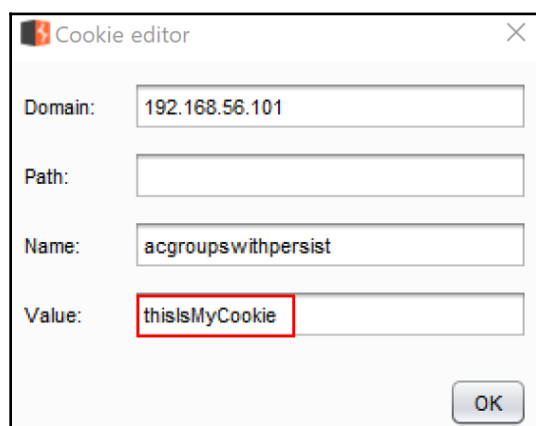 Cookie editor
Domain: 192.168.56.101
Path:
Name: acgroupswithpersist
Value: thisIsMyCookie
OK